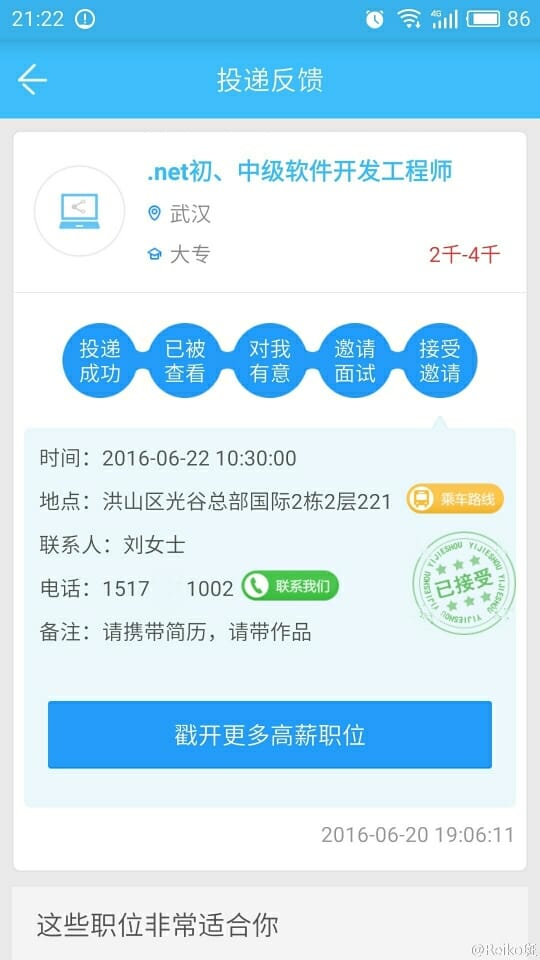 21:22
4G
86
投递反馈
.net初、中级软件开发工程师
武汉
大专
2千-4千
投递成功
已被查看
对我有意
邀请面试
接受邀请
时间：2016-06-22 10:30:00
地点：洪山区光谷总部国际2栋2层221
乘车路线
联系人：刘女士
电话：1517 1002
联系我们
YIJIESHOU YIJIESHOU YIJIESHOU YIJIESHOU
已接受
备注：请携带简历，请带作品
戳开更多高薪职位
2016-06-20 19:06:11
这些职位非常适合你